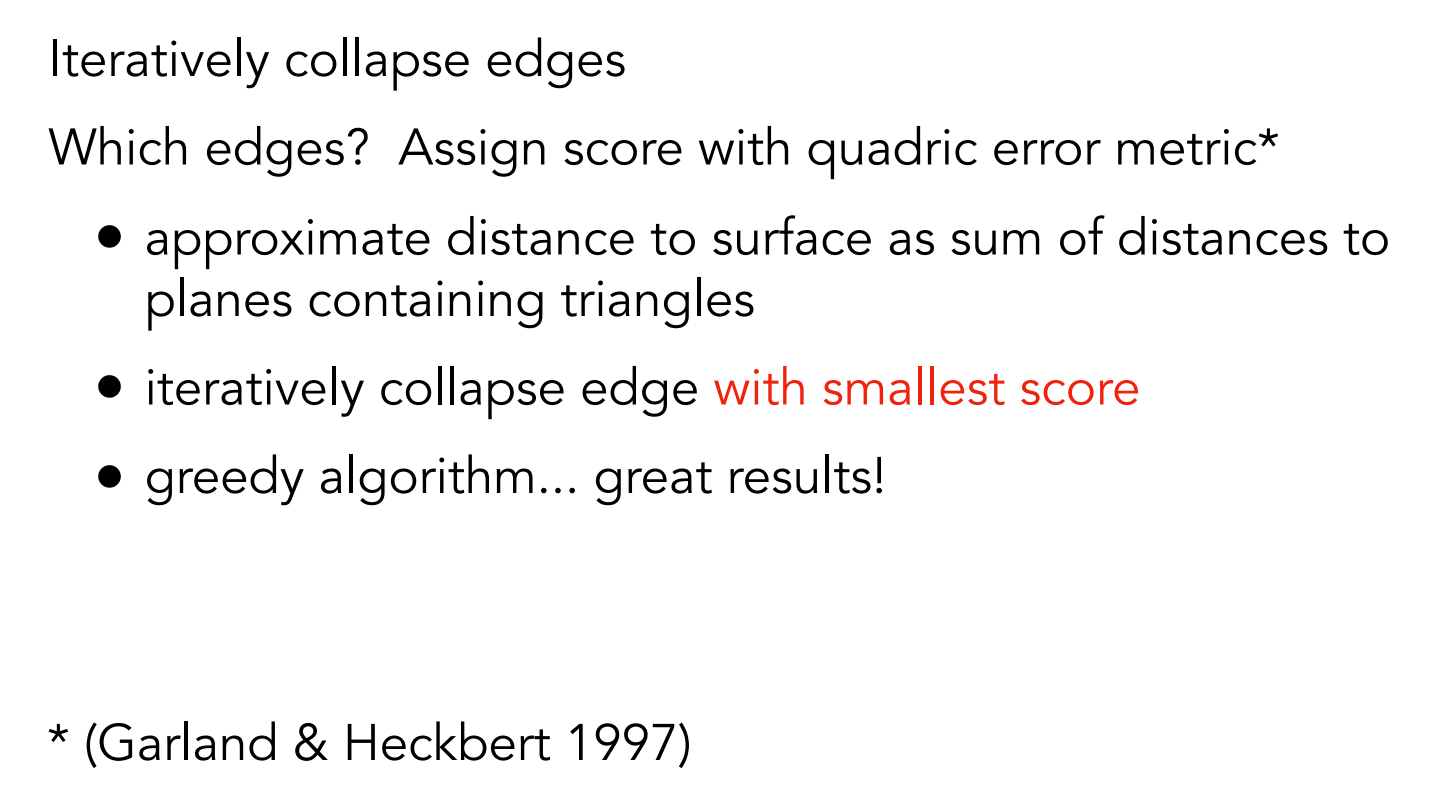 Iteratively collapse edges
Which edges? Assign score with quadric error metric*
• approximate distance to surface as sum of distances to
planes containing triangles
• iteratively collapse edge with smallest score
• greedy algorithm... great results!
* (Garland & Heckbert 1997)